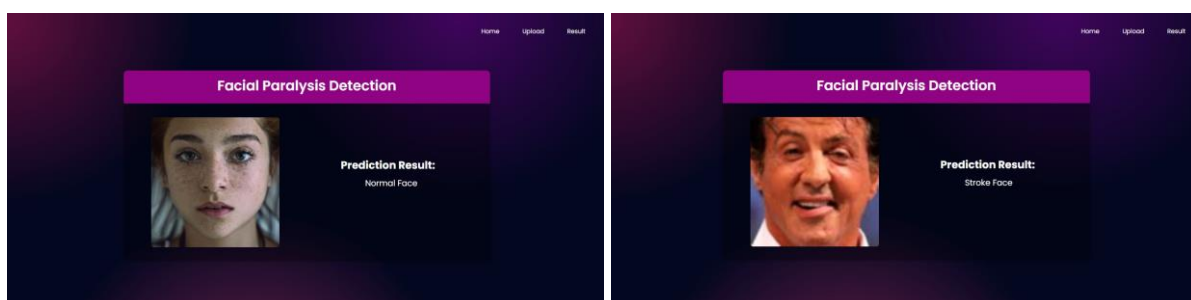 Home Upload Result
Facial Paralysis Detection
Prediction Result:
Normal Face
Home Upload Result
Facial Paralysis Detection
Prediction Result:
Stroke Face